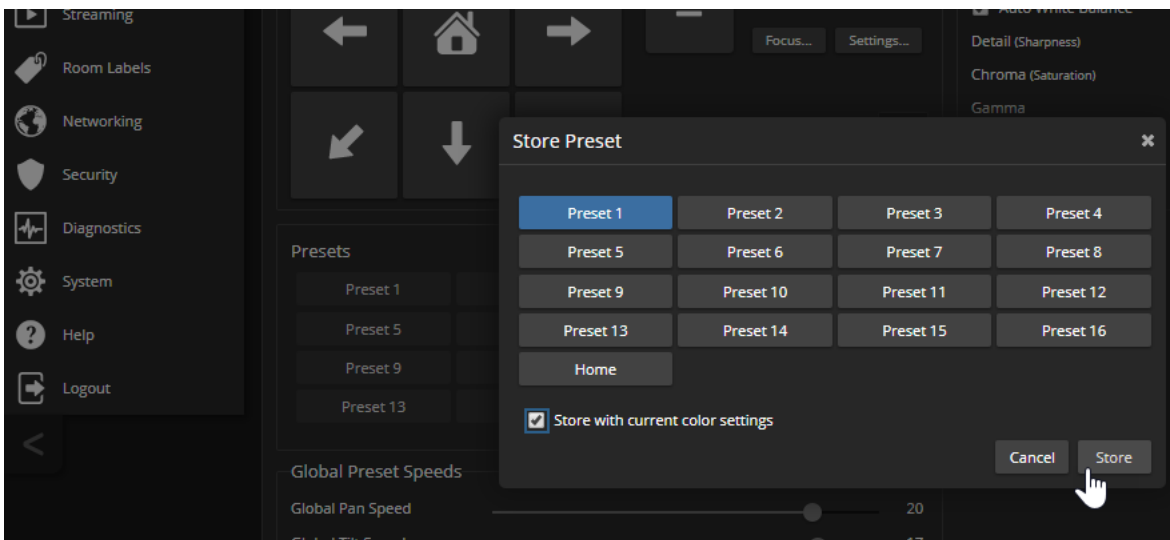 Streaming
Room Labels
Networking
Security
Diagnostics
System
Help
Logout
Focus...
Settings...
Auto White Balance
Detail (Sharpness)
Chroma (Saturation)
Gamma
Presets
Preset 1
Preset 5
Preset 9
Preset 13
Global Preset Speeds
Global Pan Speed
20
Store Preset
Preset 1 Preset 2 Preset 3 Preset 4
Preset 5 Preset 6 Preset 7 Preset 8
Preset 9 Preset 10 Preset 11 Preset 12
Preset 13 Preset 14 Preset 15 Preset 16
Home
Store with current color settings
Cancel Store